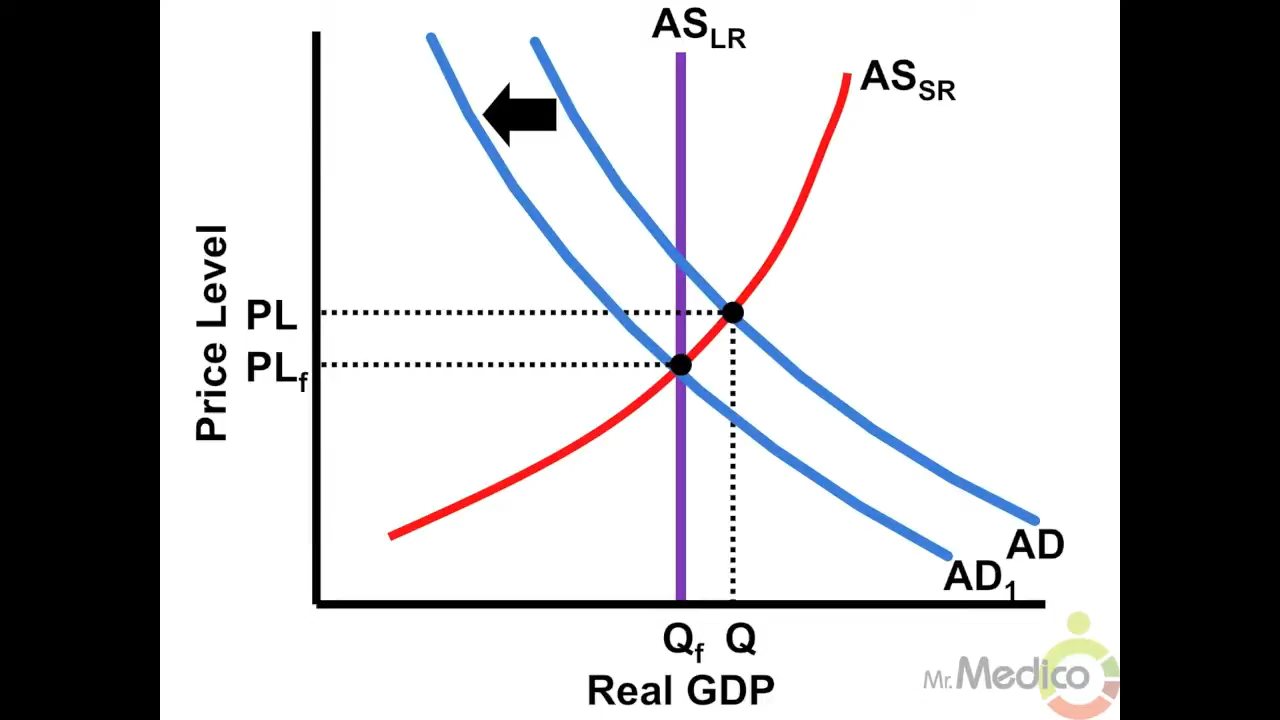 AS_LR
AS_SR
Price Level
PL
PL_f
AD
AD_1
Q_f Q
Real GDP
Mr. Medico